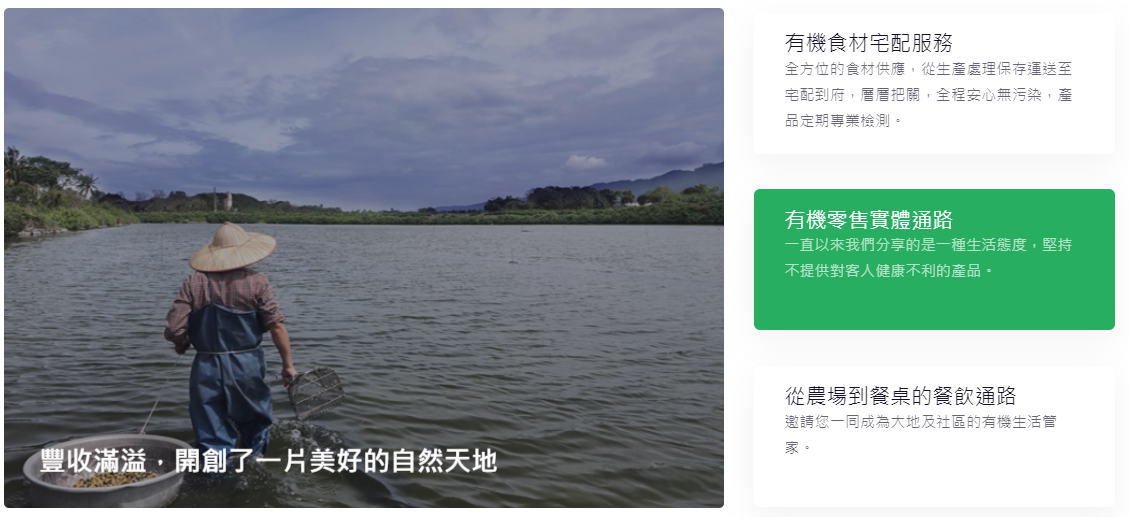 豐收滿溢，開創了一片美好的自然天地
有機食材宅配服務
全方位的食材供應，從生產處理保存運送至
宅配到府，層層把關，全程安心無污染，產
品定期專業檢測。
有機零售實體通路
一直以來我們分享的是一種生活態度，堅持
不提供對客人健康不利的產品。
從農場到餐桌的餐飲通路
邀請您一同成為大地及社區的有機生活管
家。